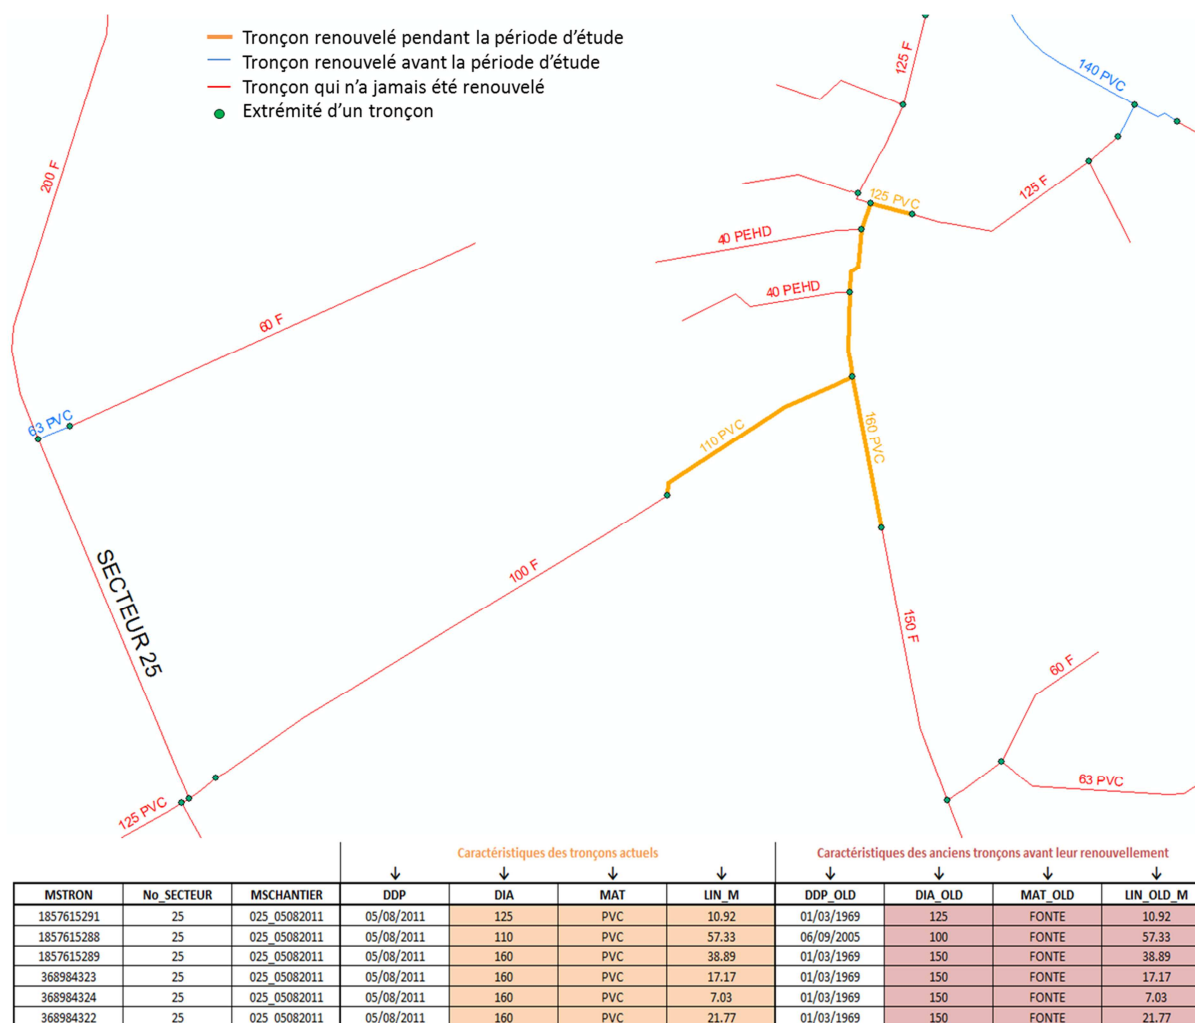 Tronçon renouvelé pendant la période d'étude
Tronçon renouvelé avant la période d'étude
Tronçon qui n'a jamais été renouvelé
Extrémité d'un tronçon
125 F
140 PVC
200 F
125 PVC
125 F
40 PEHD
40 PEHD
60 F
63 PVC
110 PVC
160 PVC
SECTEUR 25
100 F
150 F
60 F
63 PVC
125 PVC
Caractéristiques des tronçons actuels Caractéristiques des anciens tronçons avant leur renouvellement
MSTRON No_SECTEUR MSCHANTIER DDP DIA MAT LIN_M DDP_OLD DIA_OLD MAT_OLD LIN_OLD_M
1857615291 25 025_05082011 05/08/2011 125 PVC 10.92 01/03/1969 125 FONTE 10.92
1857615288 25 025_05082011 05/08/2011 110 PVC 57.33 06/09/2005 100 FONTE 57.33
1857615289 25 025_05082011 05/08/2011 160 PVC 38.89 01/03/1969 150 FONTE 38.89
368984323 25 025_05082011 05/08/2011 160 PVC 17.17 01/03/1969 150 FONTE 17.17
368984324 25 025_05082011 05/08/2011 160 PVC 7.03 01/03/1969 150 FONTE 7.03
368984322 25 025_05082011 05/08/2011 160 PVC 21.77 01/03/1969 150 FONTE 21.77